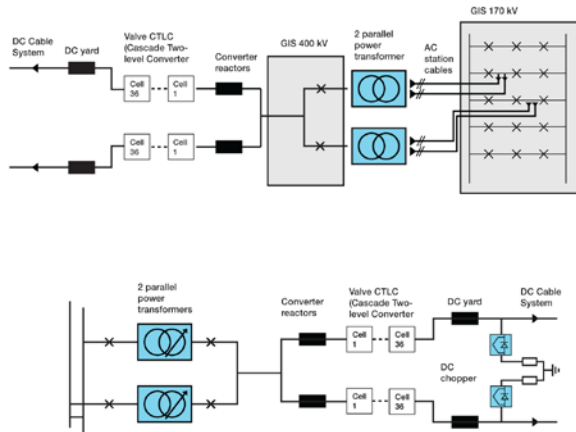 GIS 170 kV
DC Cable
System
DC yard
Valve CTLC
(Cascade Two-
level Converter
Converter
reactors
GIS 400 kV
2 parallel
power
transformer
AC
station
cables
Cell
36
Cell
1
Cell
36
Cell
1
2 parallel
power
transformers
Converter
reactors
Valve CTLC
(Cascade Two-
level Converter
DC yard
DC Cable
System
Cell
1
Cell
36
DC
chopper
Cell
1
Cell
36